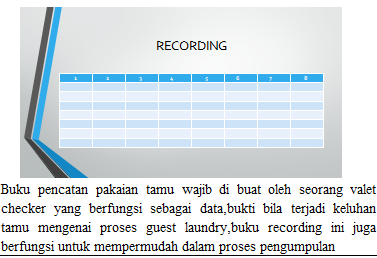 RECORDING
1 2 3 4 5 6 7 8
Buku pencatan pakaian tamu wajib di buat oleh seorang valet
checker yang berfungsi sebagai data,bukti bila terjadi keluhan
tamu mengenai proses guest laundry,buku recording ini juga
berfungsi untuk mempermudah dalam proses pengumpulan